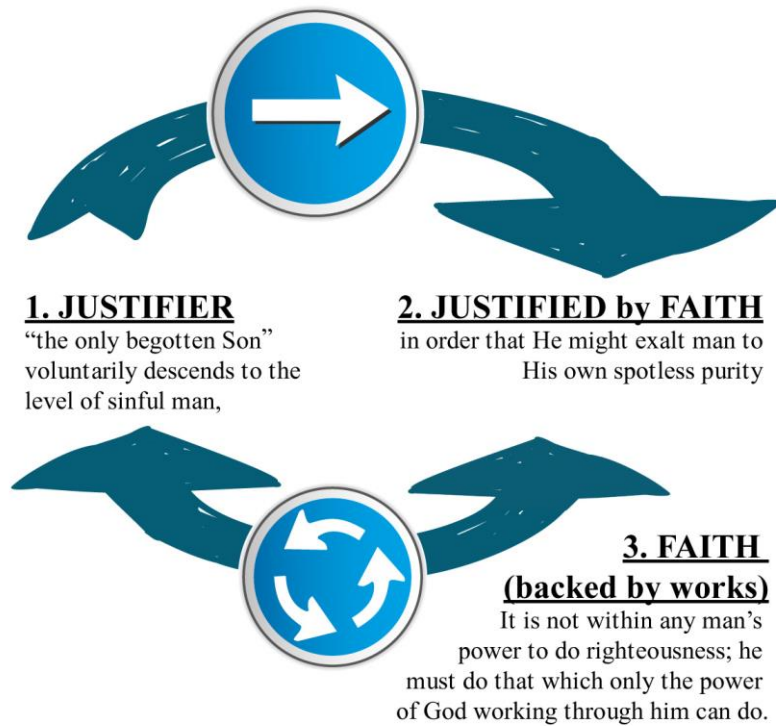 1. JUSTIFIER
“the only begotten Son”
voluntarily descends to the
level of sinful man,
2. JUSTIFIED by FAITH
in order that He might exalt man to
His own spotless purity
3. FAITH
(backed by works)
It is not within any man’s
power to do righteousness; he
must do that which only the power
of God working through him can do.